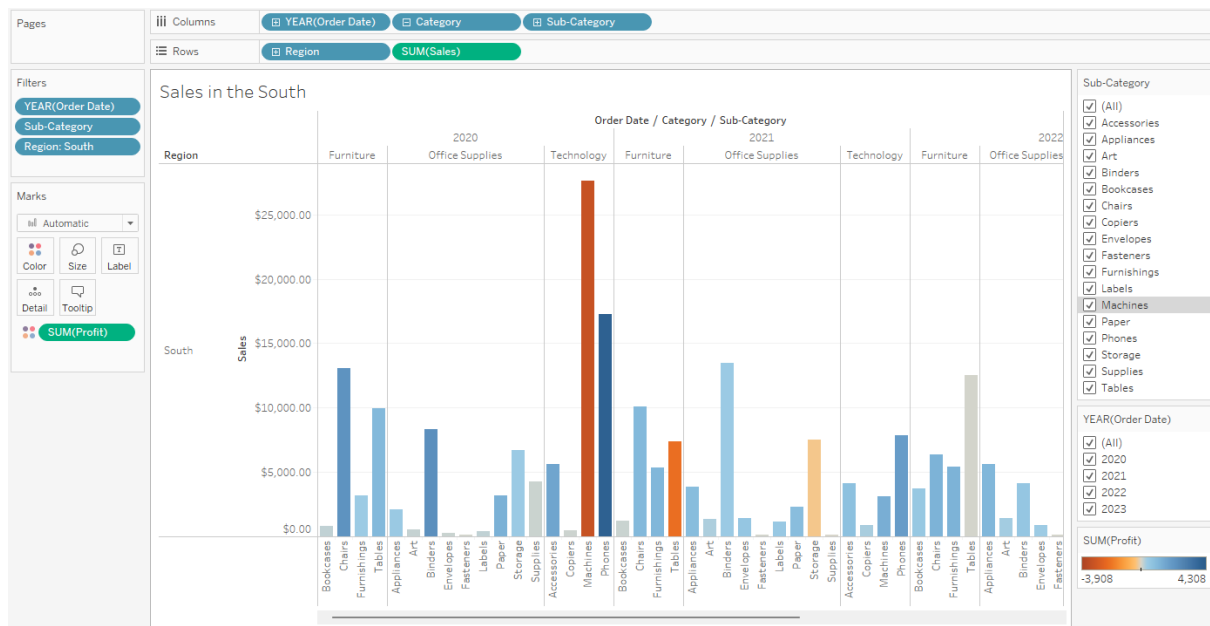 Pages
Columns
YEAR(Order Date) Category Sub-Category
Rows
Region SUM(Sales)
Filters
YEAR(Order Date)
Sub-Category
Region: South
Marks
Automatic
Color Size Label
Detail Tooltip
SUM(Profit)
Sales in the South
Order Date / Category / Sub-Category
2020 2021 2022
Region Furniture Office Supplies Technology Furniture Office Supplies Technology Furniture Office Supplies
South
Sales
$25,000.00
$20,000.00
$15,000.00
$10,000.00
$5,000.00
$0.00
Bookcases
Chairs
Furnishings
Tables
Appliances
Art
Binders
Envelopes
Fasteners
Labels
Paper
Storage
Supplies
Accessories
Copiers
Machines
Phones
Bookcases
Chairs
Furnishings
Tables
Appliances
Art
Binders
Envelopes
Fasteners
Labels
Paper
Storage
Supplies
Accessories
Copiers
Machines
Phones
Bookcases
Chairs
Furnishings
Tables
Appliances
Art
Binders
Envelopes
Fasteners
Sub-Category
(All)
Accessories
Appliances
Art
Binders
Bookcases
Chairs
Copiers
Envelopes
Fasteners
Furnishings
Labels
Machines
Paper
Phones
Storage
Supplies
Tables
YEAR(Order Date)
(All)
2020
2021
2022
2023
SUM(Profit)
-3,908 4,308